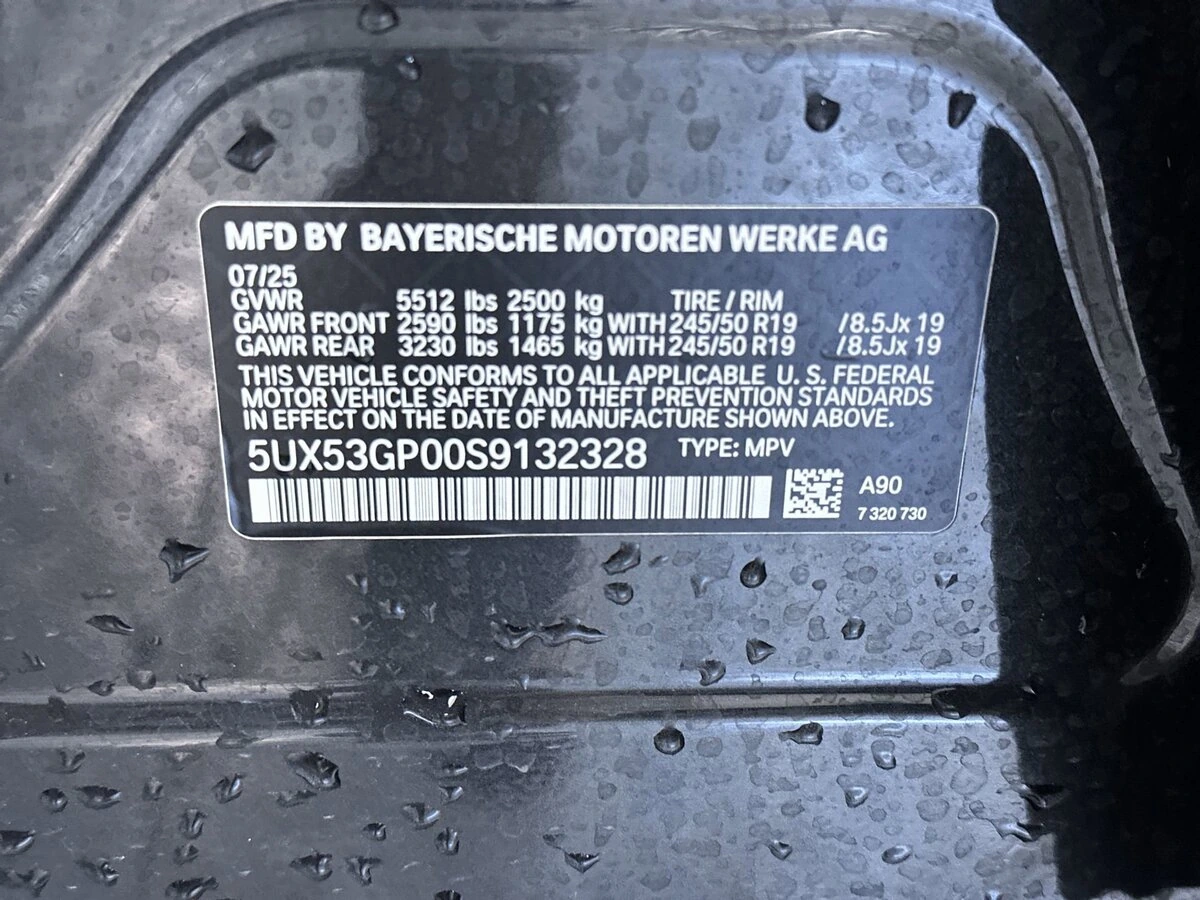 MFD BY BAYERISCHE MOTOREN WERKE AG
07/25
GVWR 5512 lbs 2500 kg TIRE / RIM
GAWR FRONT 2590 lbs 1175 kg WITH 245/50 R19 /8.5Jx 19
GAWR REAR 3230 lbs 1465 kg WITH 245/50 R19 /8.5Jx 19
THIS VEHICLE CONFORMS TO ALL APPLICABLE U. S. FEDERAL
MOTOR VEHICLE SAFETY AND THEFT PREVENTION STANDARDS
IN EFFECT ON THE DATE OF MANUFACTURE SHOWN ABOVE.
5UX53GP00S9132328 TYPE: MPV
A90
7 320 730